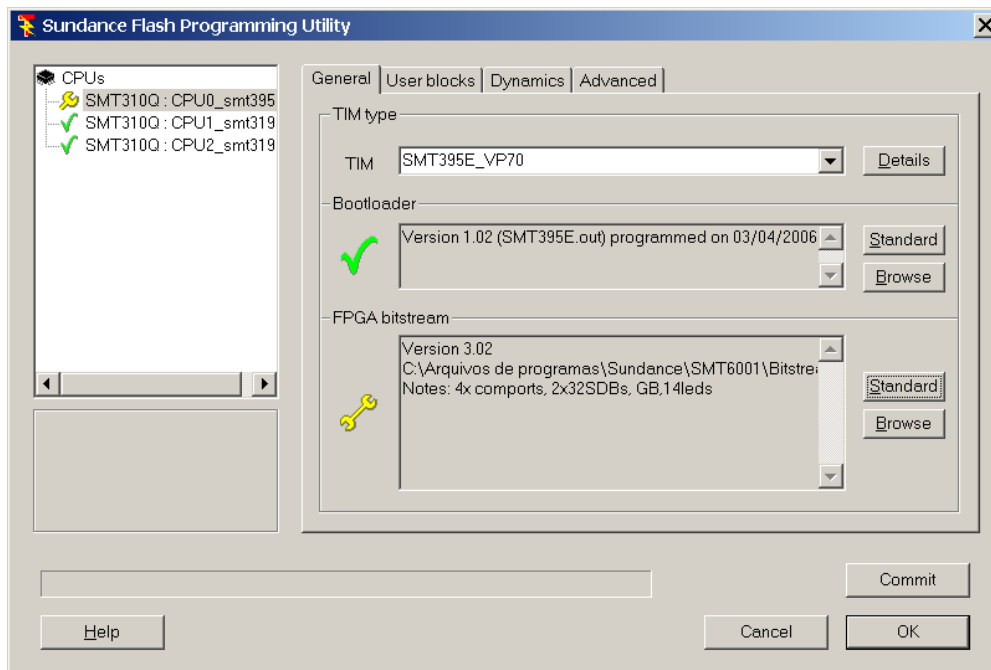 Sundance Flash Programming Utility
CPUs
SMT310Q : CPU0_smt395
SMT310Q : CPU1_smt319
SMT310Q : CPU2_smt319
General
User blocks
Dynamics
Advanced
TIM type
TIM
SMT395E_VP70
Details
Bootloader
Version 1.02 (SMT395E.out) programmed on 03/04/2006
Standard
Browse
FPGA bitstream
Version 3.02
C:\Arquivos de programas\Sundance\SMT6001\Bitstre
Notes: 4x comports, 2x32SDBs, GB,14leds
Standard
Browse
Commit
Help
Cancel
OK